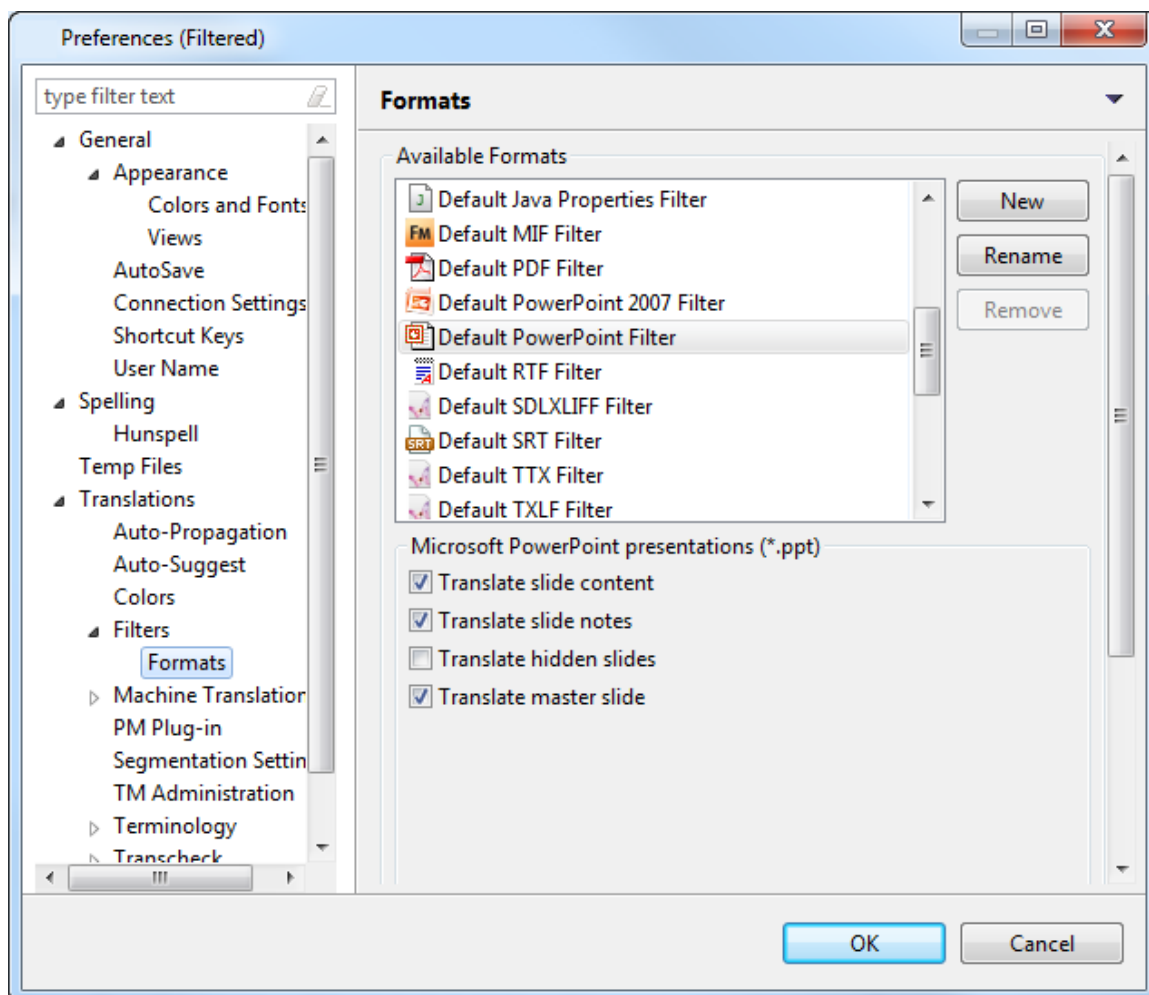 Preferences (Filtered)
type filter text
General
Appearance
Colors and Fonts
Views
AutoSave
Connection Settings
Shortcut Keys
User Name
Spelling
Hunspell
Temp Files
Translations
Auto-Propagation
Auto-Suggest
Colors
Filters
Formats
Machine Translation
PM Plug-in
Segmentation Settin
TM Administration
Terminology
Transcheck
Formats
Available Formats
Default Java Properties Filter
FM Default MIF Filter
Default PDF Filter
Default PowerPoint 2007 Filter
Default PowerPoint Filter
Default RTF Filter
Default SDLXLIFF Filter
SRT Default SRT Filter
Default TTX Filter
Default TXLF Filter
New
Rename
Remove
Microsoft PowerPoint presentations (*.ppt)
Translate slide content
Translate slide notes
Translate hidden slides
Translate master slide
OK
Cancel